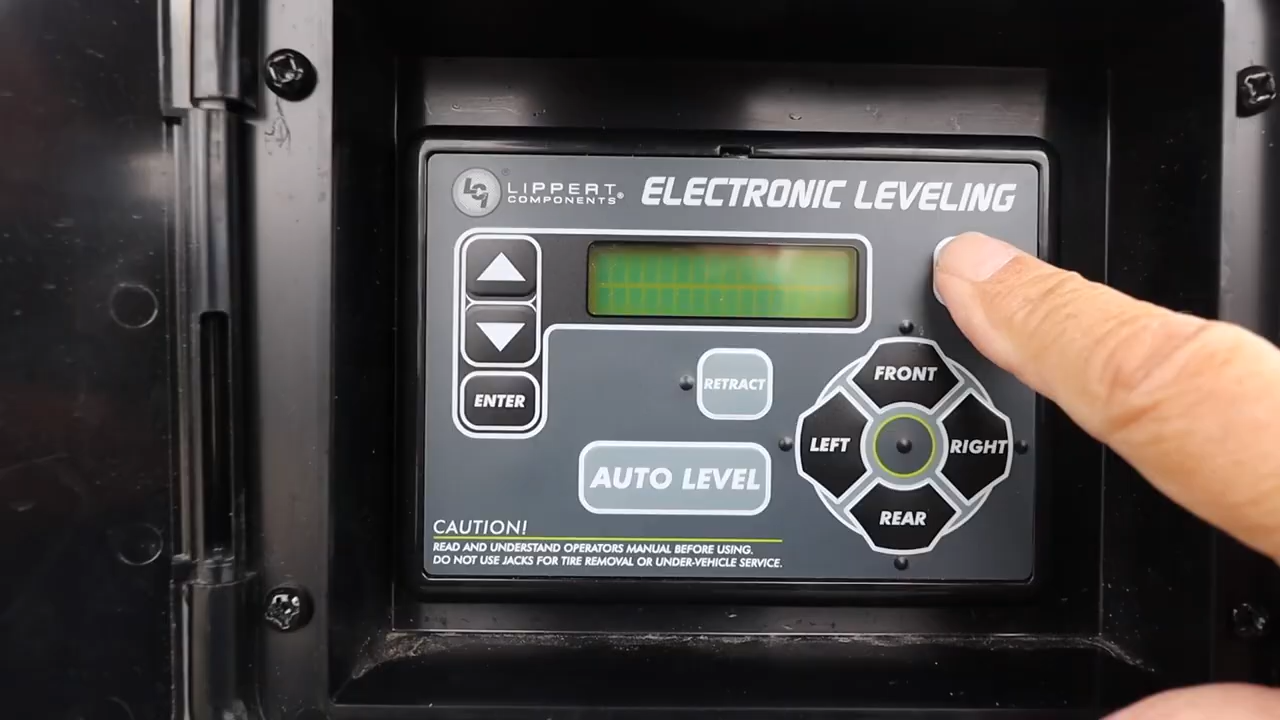 LCI LIPPERT COMPONENTS® ELECTRONIC LEVELING
ENTER
RETRACT
AUTO LEVEL
FRONT
LEFT
RIGHT
REAR
CAUTION!
READ AND UNDERSTAND OPERATORS MANUAL BEFORE USING.
DO NOT USE JACKS FOR TIRE REMOVAL OR UNDER-VEHICLE SERVICE.